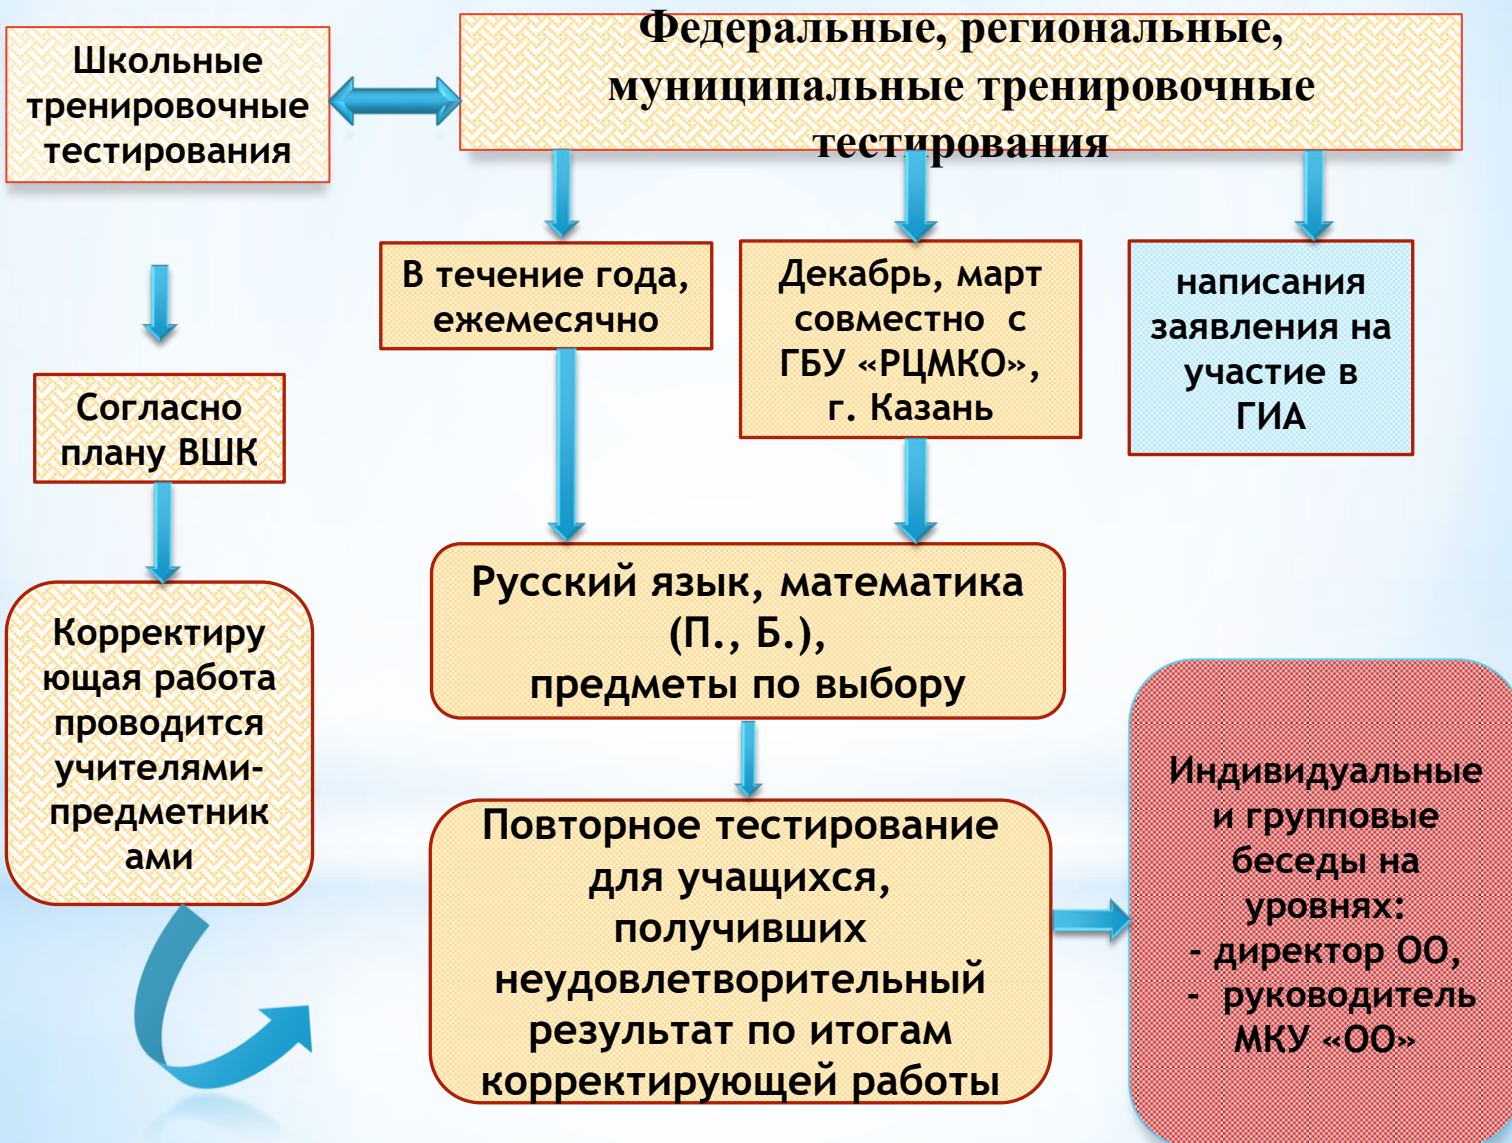 Школьные
тренировочные
тестирования
Федеральные, региональные,
муниципальные тренировочные
тестирования
В течение года,
ежемесячно
Декабрь, март
совместно с
ГБУ «РЦМКО»,
г. Казань
написания
заявления на
участие в
ГИА
Согласно
плану ВШК
Корректиру
ющая работа
проводится
учителями-
предметник
ами
Русский язык, математика
(П., Б.),
предметы по выбору
Повторное тестирование
для учащихся,
получивших
неудовлетворительный
результат по итогам
корректирующей работы
Индивидуальные
и групповые
беседы на
уровнях:
- директор ОО,
- руководитель
МКУ «ОО»